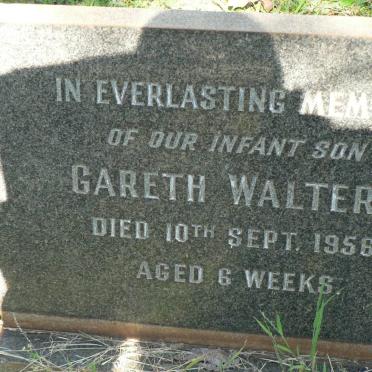 IN EVERLASTING MEM
OF OUR INFANT SON
GARETH WALTER
DIED 10TH SEPT. 1956
AGED 6 WEEKS.